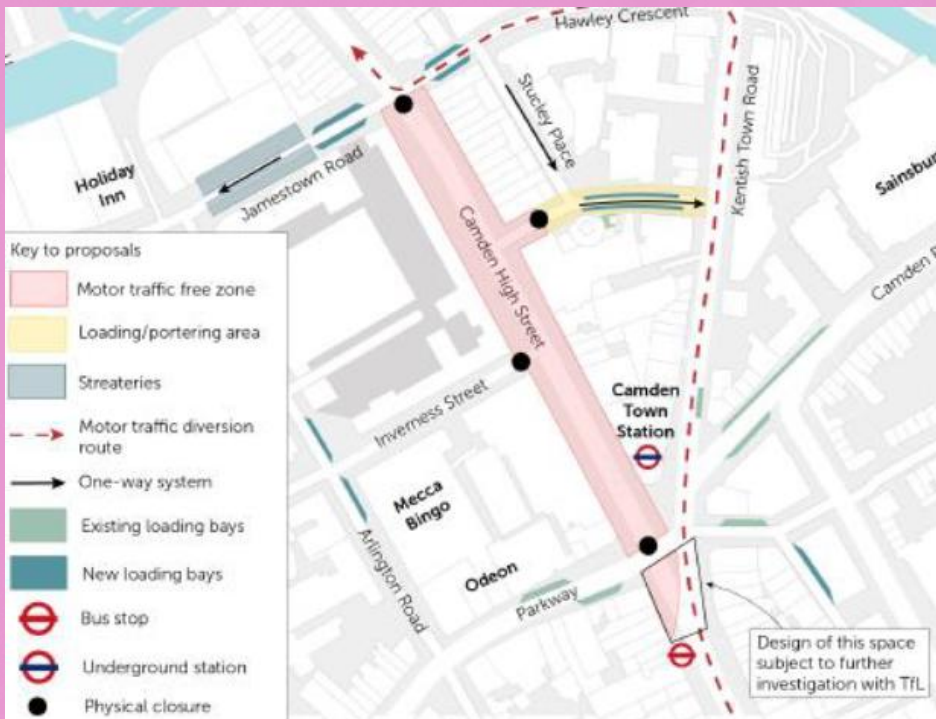 Hawley Crescent
Stucley Place
Kentish Town Road
Holiday
Inn
Jamestown Road
Camden High Street
Key to proposals
Motor traffic free zone
Loading/portering area
Streateries
Motor traffic diversion
route
One-way system
Existing loading bays
New loading bays
Bus stop
Underground station
Physical closure
Inverness Street
Camden
Town
Station
Mecca
Bingo
Odeon
Arlington Road
Parkway
Design of this space
subject to further
investigation with TfL
Sainsbur
Camden R